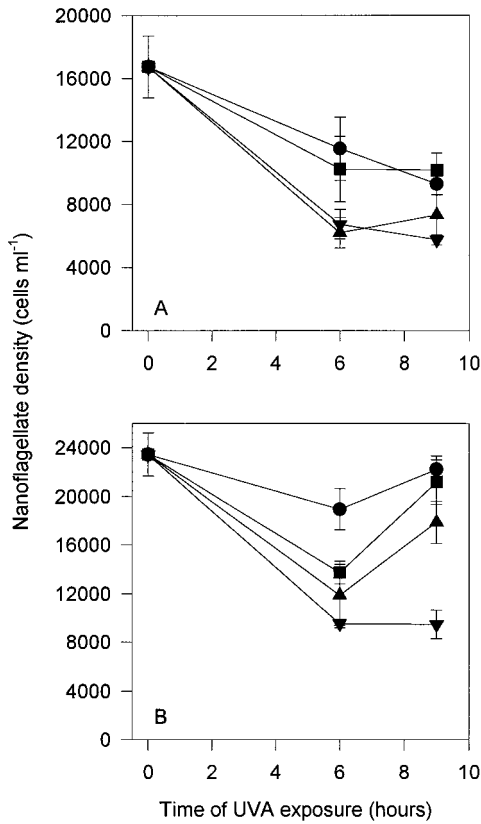 20000
16000
12000
8000
4000
0
A
0 2 4 6 8 10
Nanoflagellate density (cells ml⁻¹)
24000
20000
16000
12000
8000
4000
0
B
0 2 4 6 8 10
Time of UVA exposure (hours)